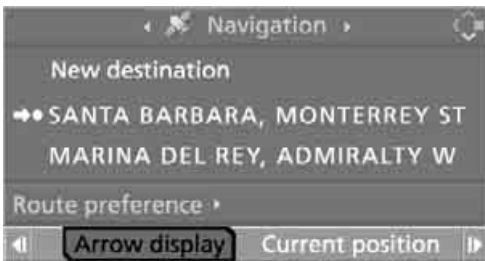 Navigation
New destination
SANTA BARBARA, MONTERREY ST
MARINA DEL REY, ADMIRALTY W
Route preference
Arrow display Current position